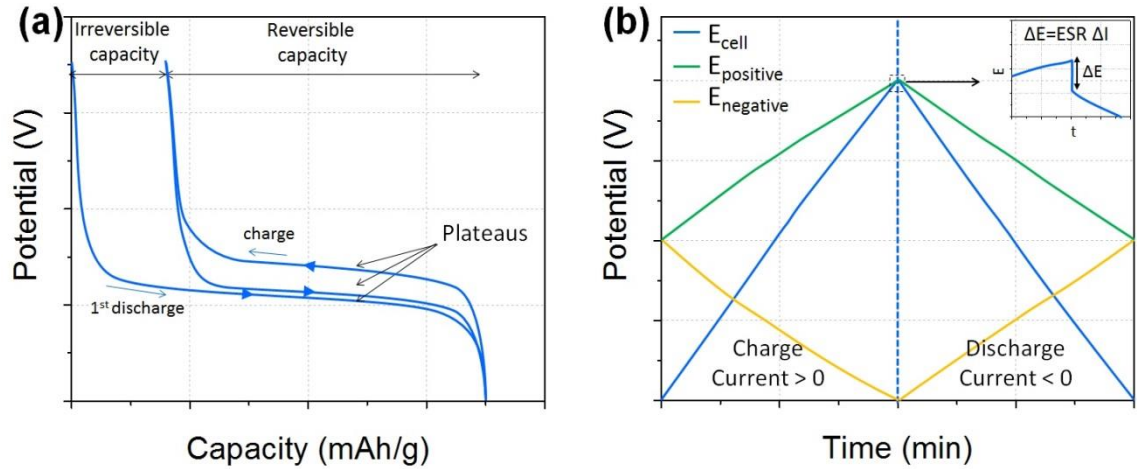 (a)
Irreversible
capacity
Reversible
capacity
Potential (V)
charge
Plateaus
1st discharge
Capacity (mAh/g)
(b)
Ecell
Epositive
Enegative
ΔE=ESR ΔI
E
ΔE
t
Potential (V)
Charge
Current > 0
Discharge
Current < 0
Time (min)